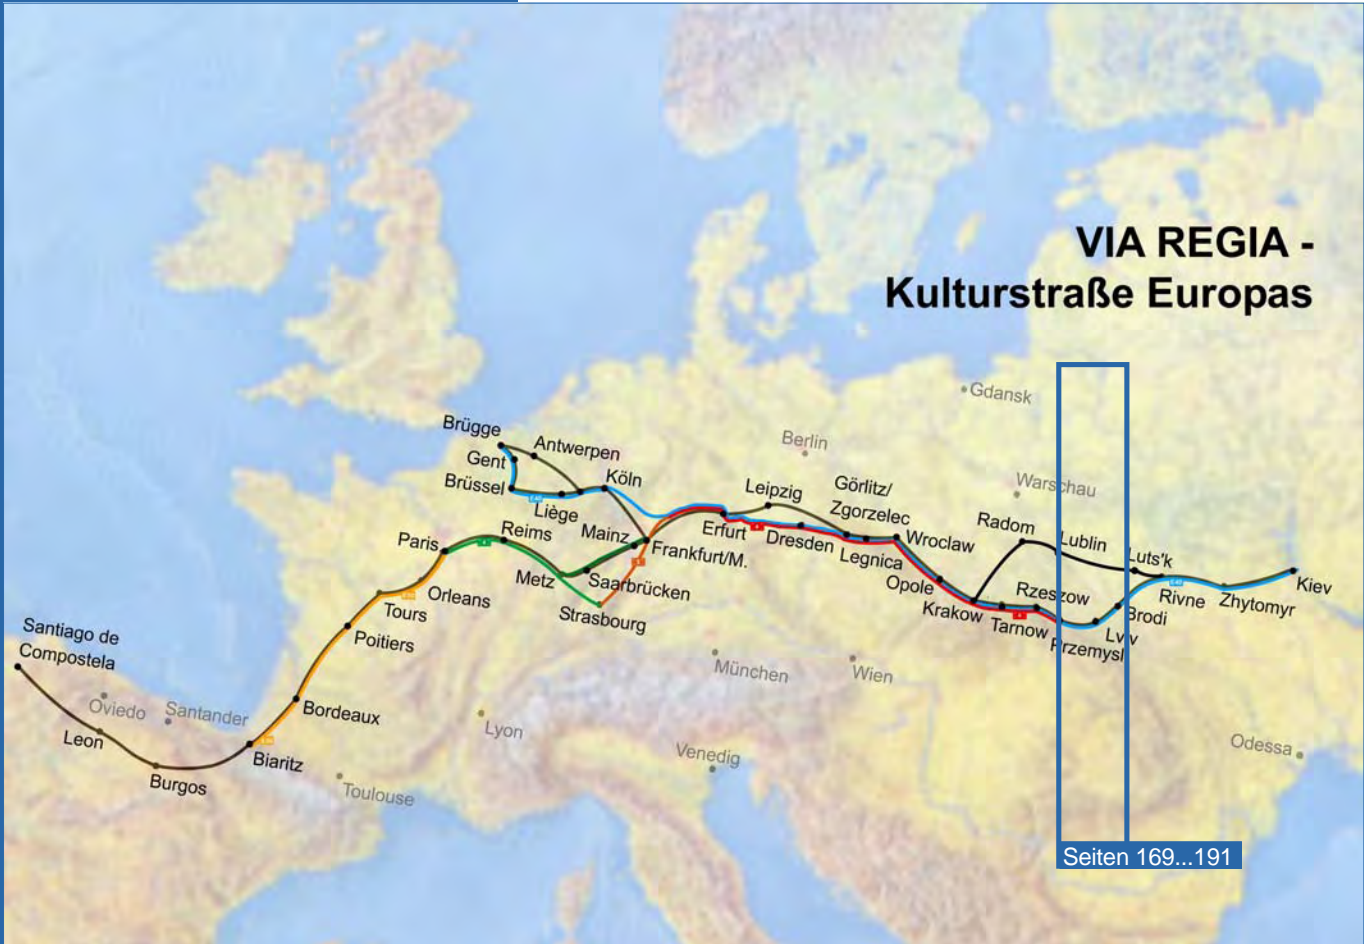 VIA REGIA -
Kulturstraße Europas
Gdansk
Brügge
Antwerpen
Berlin
Gent
Köln
Brüssel
Leipzig
Görlitz/
Zgorzelec
Warschau
Liège
Radom
Lublin
Reims
Mainz
Erfurt
Dresden
Wroclaw
Paris
Frankfurt/M.
Legnica
Luts'k
Metz
Saarbrücken
Opole
Rzeszow
Rivne
Zhytomyr
Kiev
Orleans
Tours
Strasbourg
Krakow
Tarnow
Brodi
Lviv
Przemysl
Santiago de
Compostela
Poitiers
München
Wien
Oviedo
Santander
Bordeaux
Lyon
Leon
Biaritz
Venedig
Odessa
Burgos
Toulouse
Seiten 169...191